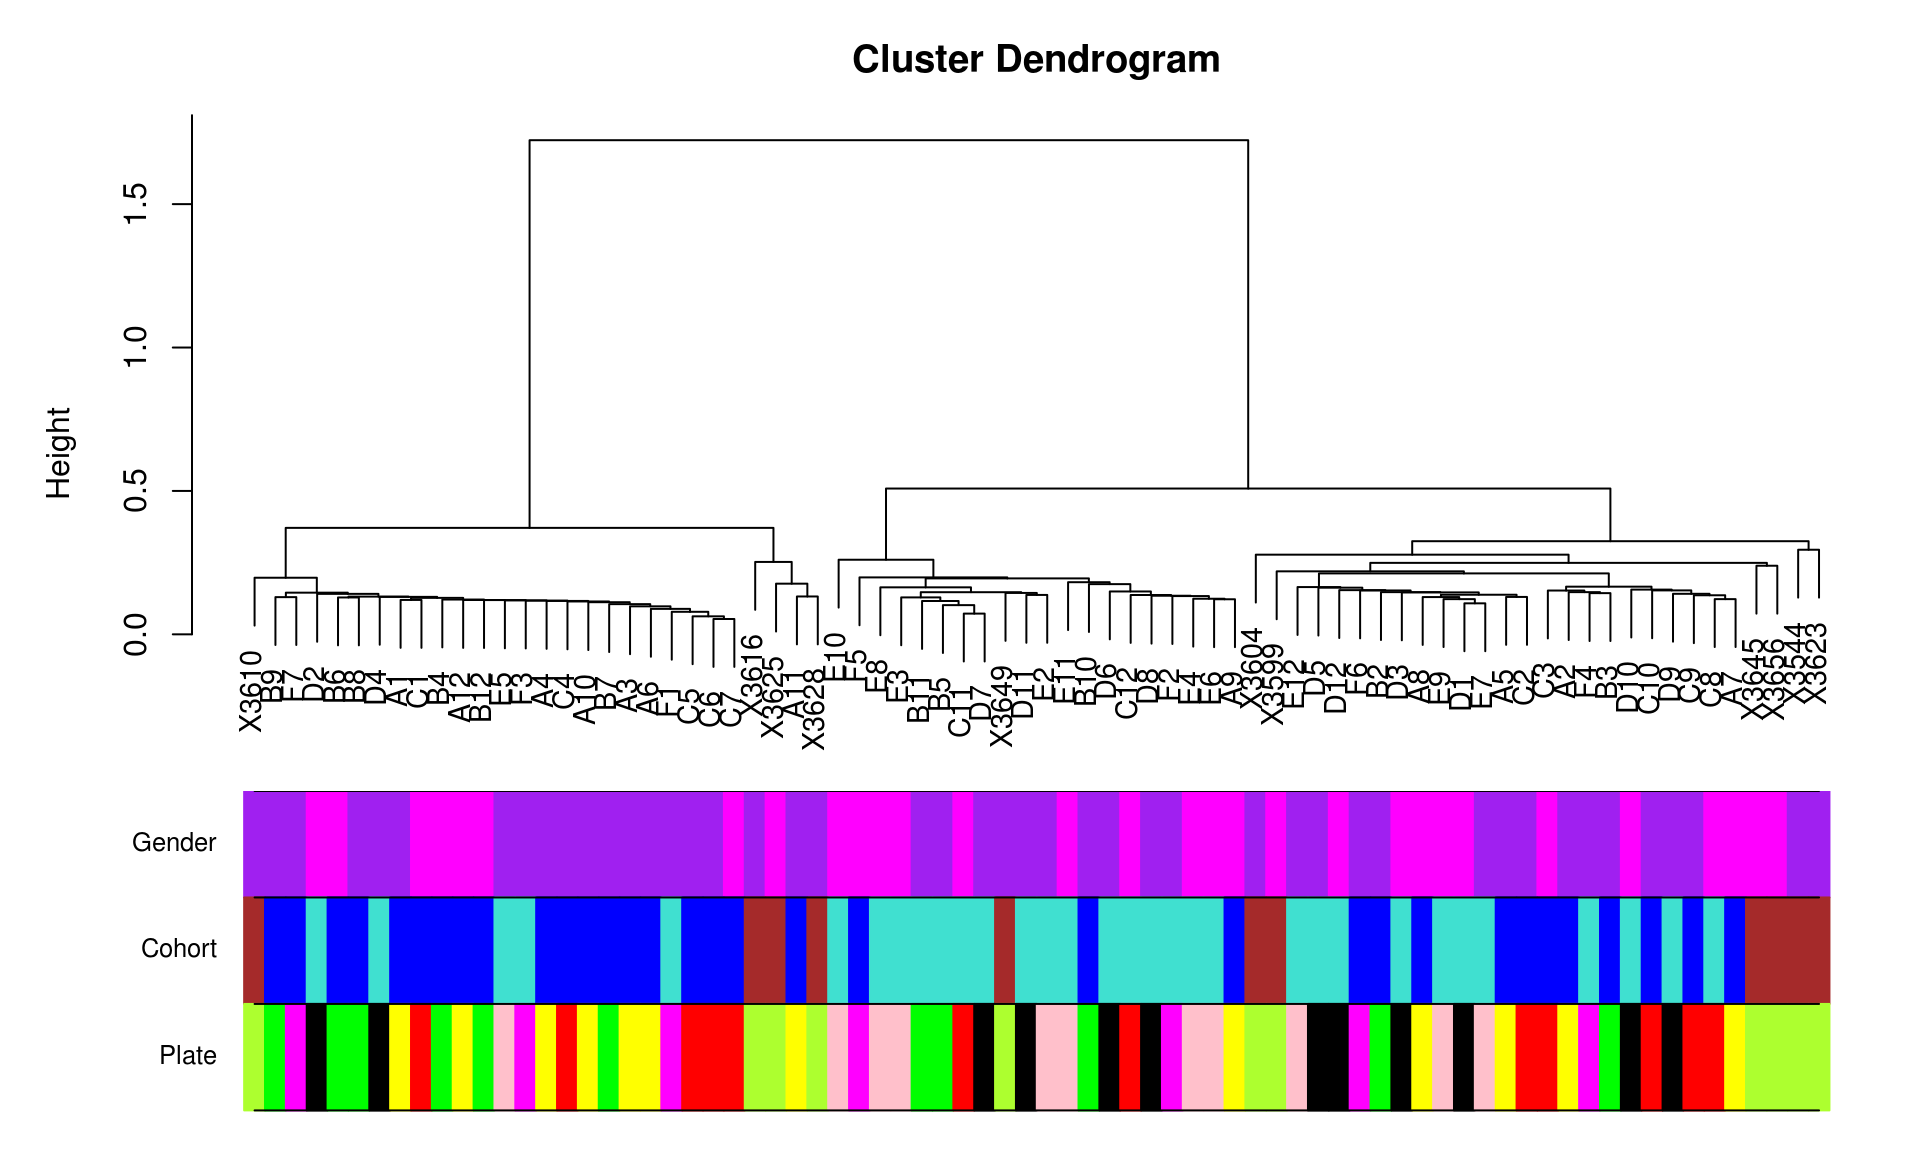 Cluster Dendrogram
Height
0.0
0.5
1.0
1.5
X3610
B9
F7
D2
B6
B8
D4
A1
C1
B4
A12
B12
E5
F3
A4
C4
A10
B7
A3
A6
F1
C5
C6
C7
X3616
X3625
A11
X3628
E10
F5
E8
E3
B11
B5
C11
D7
X3649
D11
E2
E11
B10
D6
C12
D8
F2
E4
E6
A9
X3604
X3599
E12
D5
D12
F6
B2
D3
A8
E9
D1
E7
A5
C2
C3
A2
F4
B3
D10
C10
D9
C9
C8
A7
X3645
X3656
X3544
X3623
Gender
Cohort
Plate